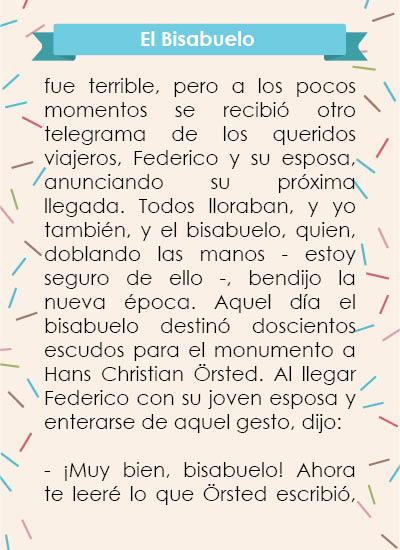 El Bisabuelo
fue terrible, pero a los pocos
momentos se recibió otro
telegrama de los queridos
viajeros, Federico y su esposa,
anunciando su próxima
llegada. Todos lloraban, y yo
también, y el bisabuelo, quien,
doblando las manos - estoy
seguro de ello -, bendijo la
nueva época. Aquel día el
bisabuelo destinó doscientos
escudos para el monumento a
Hans Christian Örsted. Al llegar
Federico con su joven esposa y
enterarse de aquel gesto, dijo:
- ¡Muy bien, bisabuelo! Ahora
te leeré lo que Örsted escribió,